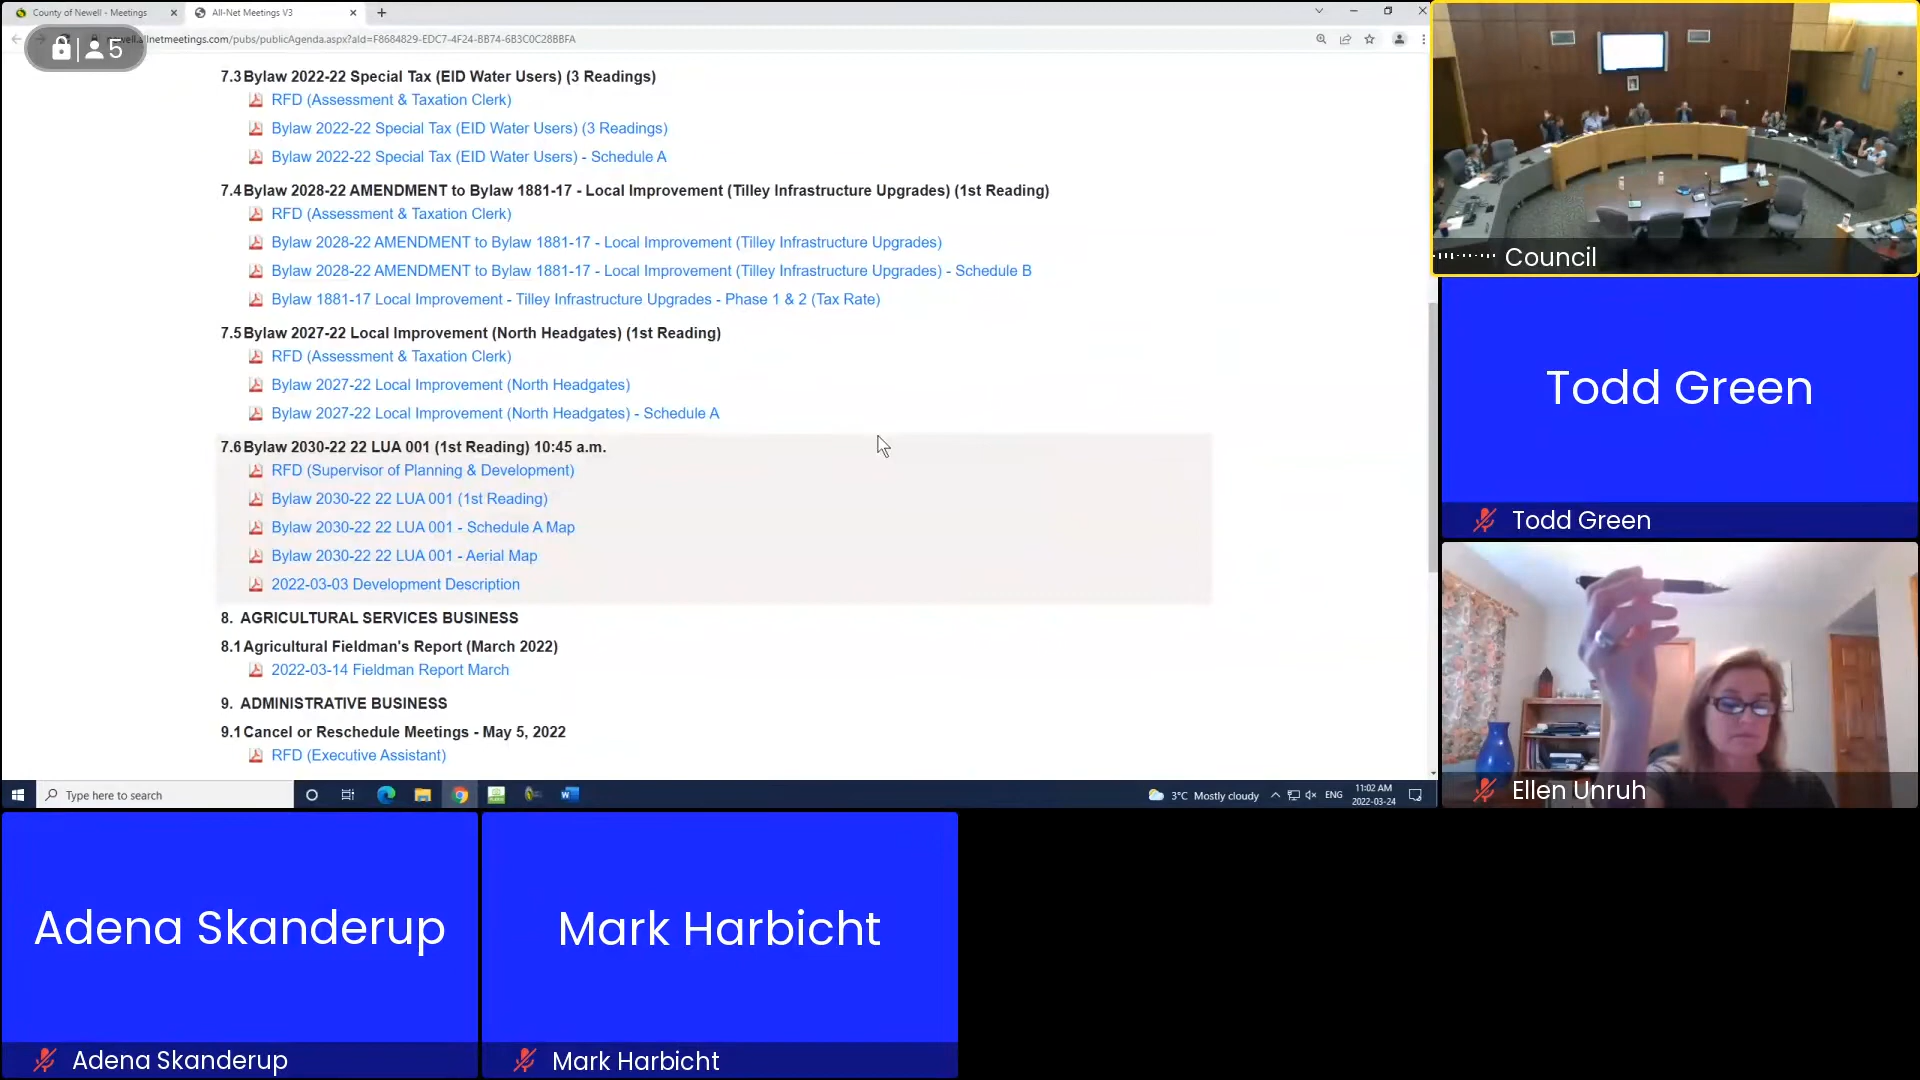 County of Newell - Meetings
All-Net Meetings V3
5
allnetmeetings.com/pubs/publicAgenda.aspx?aId=F8684829-EDC7-4F24-BB74-6B3C0C28BBFA
7.3 Bylaw 2022-22 Special Tax (EID Water Users) (3 Readings)
RFD (Assessment & Taxation Clerk)
Bylaw 2022-22 Special Tax (EID Water Users) (3 Readings)
Bylaw 2022-22 Special Tax (EID Water Users) - Schedule A
7.4 Bylaw 2028-22 AMENDMENT to Bylaw 1881-17 - Local Improvement (Tilley Infrastructure Upgrades) (1st Reading)
RFD (Assessment & Taxation Clerk)
Bylaw 2028-22 AMENDMENT to Bylaw 1881-17 - Local Improvement (Tilley Infrastructure Upgrades)
Bylaw 2028-22 AMENDMENT to Bylaw 1881-17 - Local Improvement (Tilley Infrastructure Upgrades) - Schedule B
Bylaw 1881-17 Local Improvement - Tilley Infrastructure Upgrades - Phase 1 & 2 (Tax Rate)
7.5 Bylaw 2027-22 Local Improvement (North Headgates) (1st Reading)
RFD (Assessment & Taxation Clerk)
Bylaw 2027-22 Local Improvement (North Headgates)
Bylaw 2027-22 Local Improvement (North Headgates) - Schedule A
7.6 Bylaw 2030-22 22 LUA 001 (1st Reading) 10:45 a.m.
RFD (Supervisor of Planning & Development)
Bylaw 2030-22 22 LUA 001 (1st Reading)
Bylaw 2030-22 22 LUA 001 - Schedule A Map
Bylaw 2030-22 22 LUA 001 - Aerial Map
2022-03-03 Development Description
8. AGRICULTURAL SERVICES BUSINESS
8.1 Agricultural Fieldman's Report (March 2022)
2022-03-14 Fieldman Report March
9. ADMINISTRATIVE BUSINESS
9.1 Cancel or Reschedule Meetings - May 5, 2022
RFD (Executive Assistant)
Type here to search
3°C Mostly cloudy
ENG
11:02 AM
2022-03-24
Council
Todd Green
Todd Green
Ellen Unruh
Adena Skanderup
Adena Skanderup
Mark Harbicht
Mark Harbicht